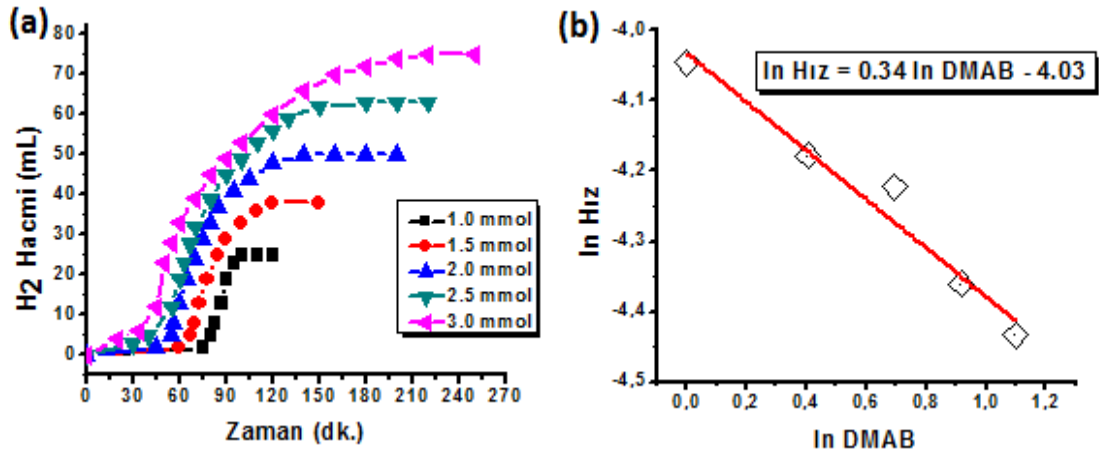 (a)
H2 Hacmi (mL)
80
70
60
50
40
30
20
10
0
1.0 mmol
1.5 mmol
2.0 mmol
2.5 mmol
3.0 mmol
0 30 60 90 120 150 180 210 240 270
Zaman (dk.)
(b)
ln Hız = 0.34 ln DMAB - 4.03
ln Hız
-4,0
-4,1
-4,2
-4,3
-4,4
-4,5
0,0 0,2 0,4 0,6 0,8 1,0 1,2
ln DMAB